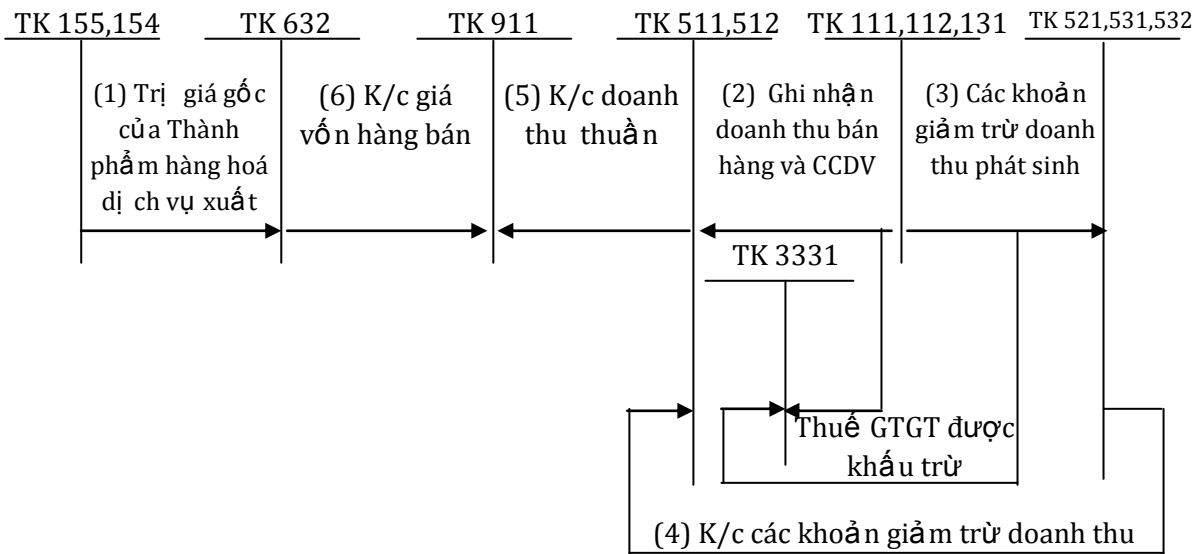 TK 155,154
TK 632
TK 911
TK 511,512
TK 111,112,131
TK 521,531,532
(1) Trị giá gốc
của Thành
phẩm hàng hoá
dị ch vụ xuất
(6) K/c giá
vốn hàng bán
(5) K/c doanh
thu thuần
(2) Ghi nhận
doanh thu bán
hàng và CCDV
(3) Các khoản
giảm trừ doanh
thu phát sinh
TK 3331
Thuế GTGT được
khấu trừ
(4) K/c các khoản giảm trừ doanh thu